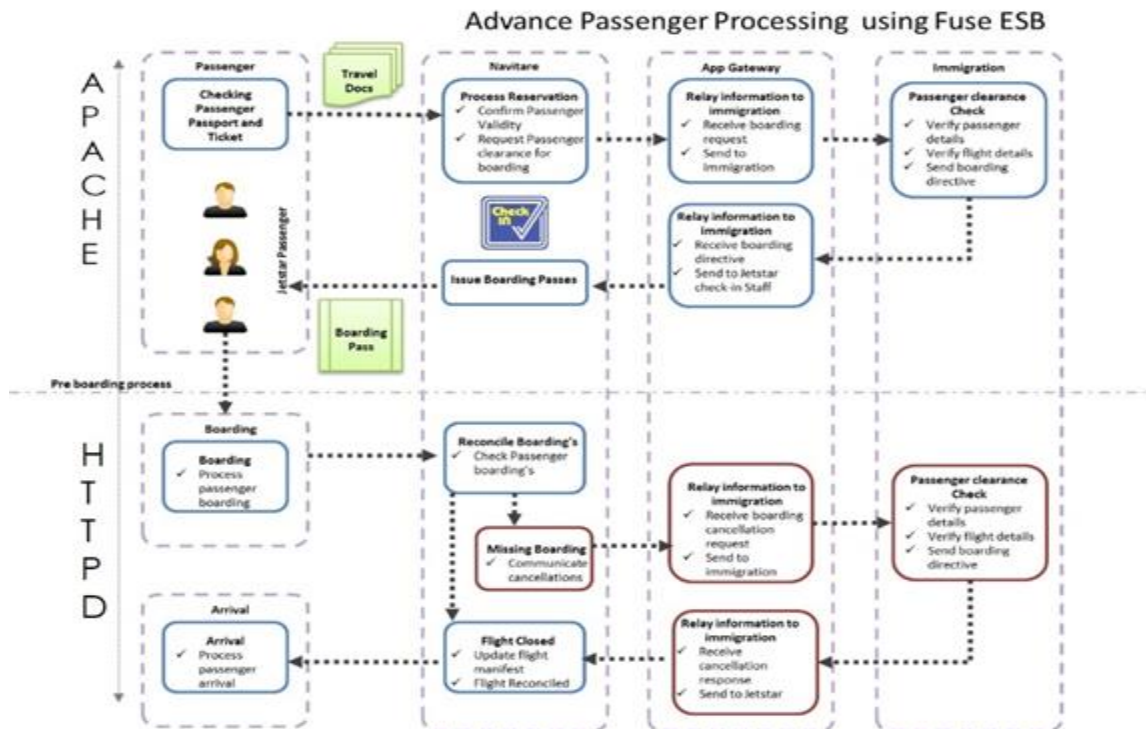 Advance Passenger Processing using Fuse ESB
APACHE
HTTPD
Passenger
Checking
Passenger
Passport and
Ticket
Travel
Docs
Navitare
Process Reservation
✓ Confirm Passenger
Validity
✓ Request Passenger
clearance for
boarding
App Gateway
Relay information to
immigration
✓ Receive boarding
request
✓ Send to
immigration
Immigration
Passenger clearance
Check
✓ Verify passenger
details
✓ Verify flight details
✓ Send boarding
directive
Jetstar Passenger
Check
in
Issue Boarding Passes
Boarding
Pass
Relay information to
immigration
✓ Receive boarding
directive
✓ Send to Jetstar
check-in Staff
Pre boarding process
Boarding
Boarding
✓ Process
passenger
boarding
Reconcile Boarding's
✓ Check Passenger
boarding's
Missing Boarding
✓ Communicate
cancellations
Relay information to
immigration
✓ Receive boarding
cancellation
request
✓ Send to
immigration
Passenger clearance
Check
✓ Verify passenger
details
✓ Verify flight details
✓ Send boarding
directive
Arrival
Arrival
✓ Process
passenger
arrival
Flight Closed
✓ Update flight
manifest
✓ Flight Reconciled
Relay information to
immigration
✓ Receive
cancellation
response
✓ Send to Jetstar